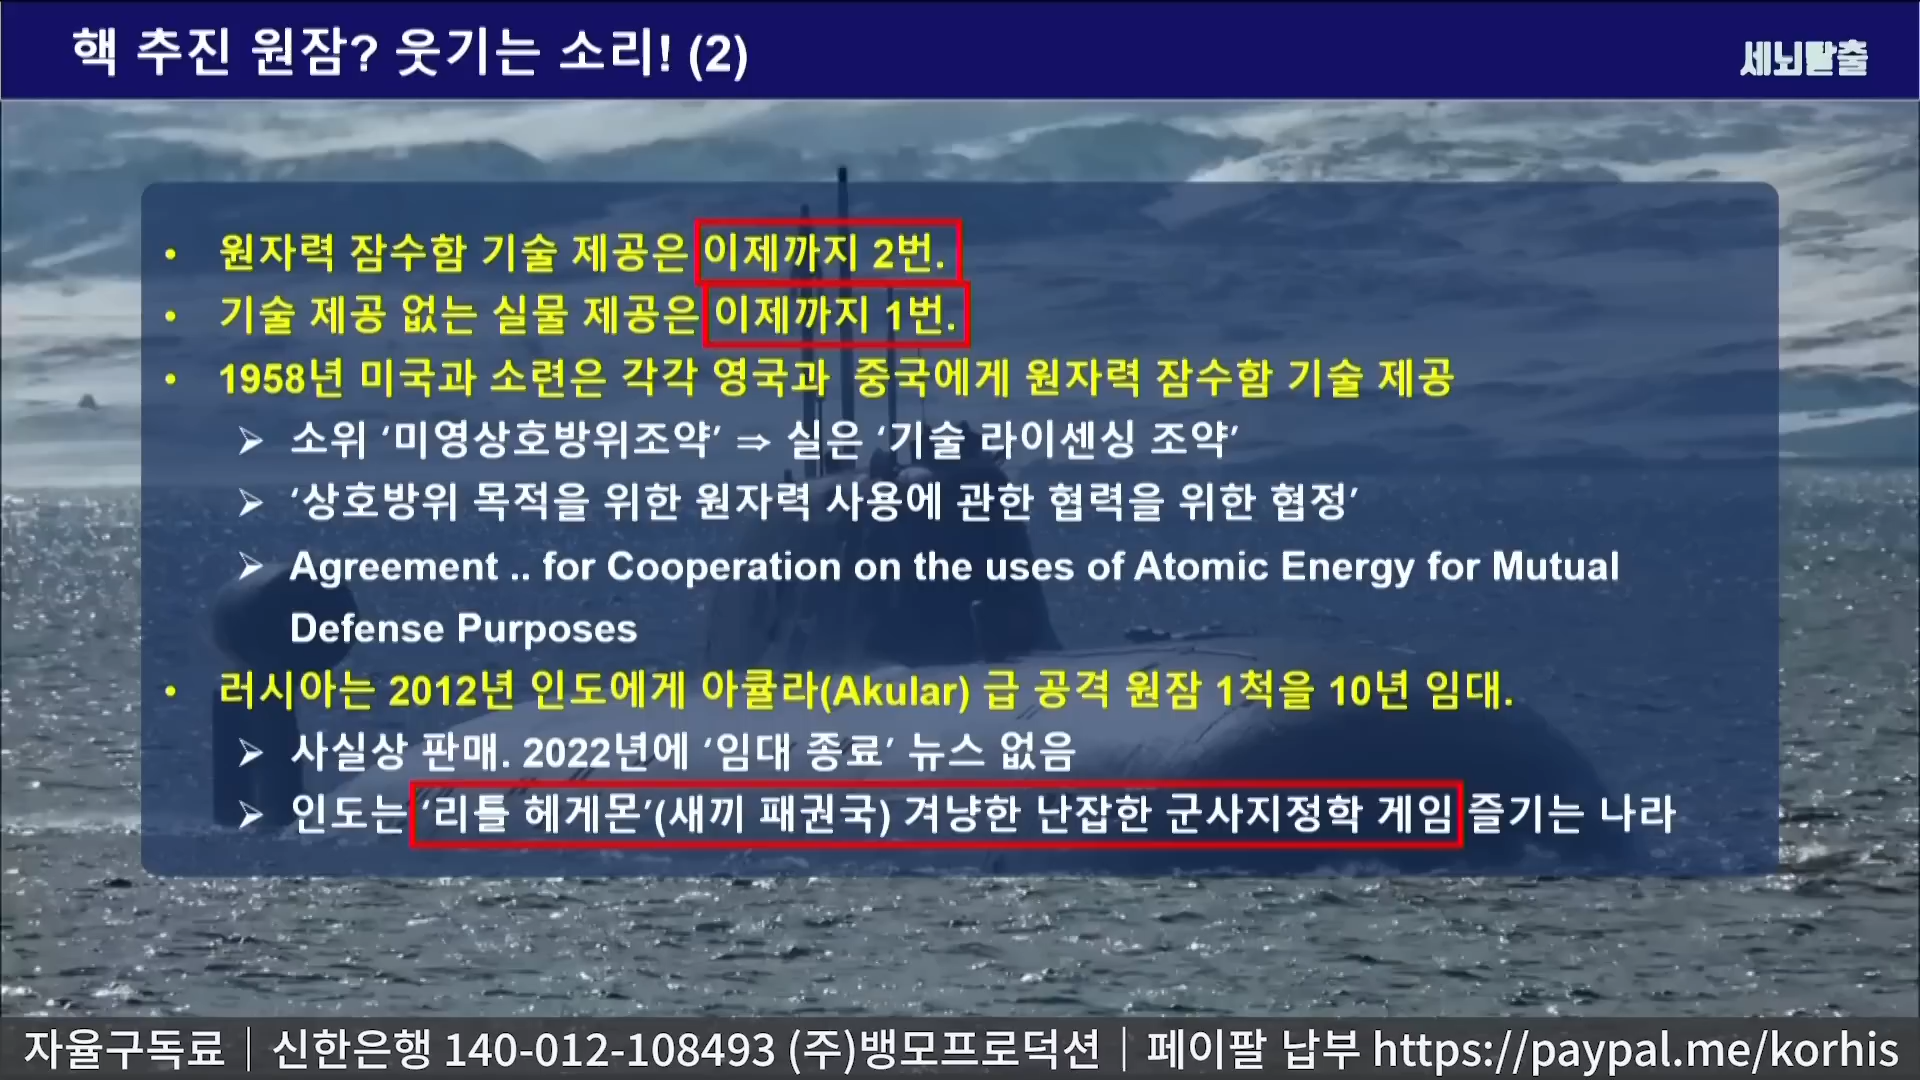 핵 추진 원잠? 웃기는 소리! (2)
세뇌탈출
• 원자력 잠수함 기술 제공은 이제까지 2번.
• 기술 제공 없는 실물 제공은 이제까지 1번.
• 1958년 미국과 소련은 각각 영국과 중국에게 원자력 잠수함 기술 제공
➢ 소위 ‘미영상호방위조약’ ⇒ 실은 ‘기술 라이센싱 조약’
➢ ‘상호방위 목적을 위한 원자력 사용에 관한 협력을 위한 협정’
➢ Agreement .. for Cooperation on the uses of Atomic Energy for Mutual
Defense Purposes
• 러시아는 2012년 인도에게 아큘라(Akular) 급 공격 원잠 1척을 10년 임대.
➢ 사실상 판매. 2022년에 ‘임대 종료’ 뉴스 없음
➢ 인도는 ‘리틀 헤게몬’(새끼 패권국) 겨냥한 난잡한 군사지정학 게임 즐기는 나라
자율구독료│신한은행 140-012-108493 (주)뱅모프로덕션│페이팔 납부 https://paypal.me/korhis